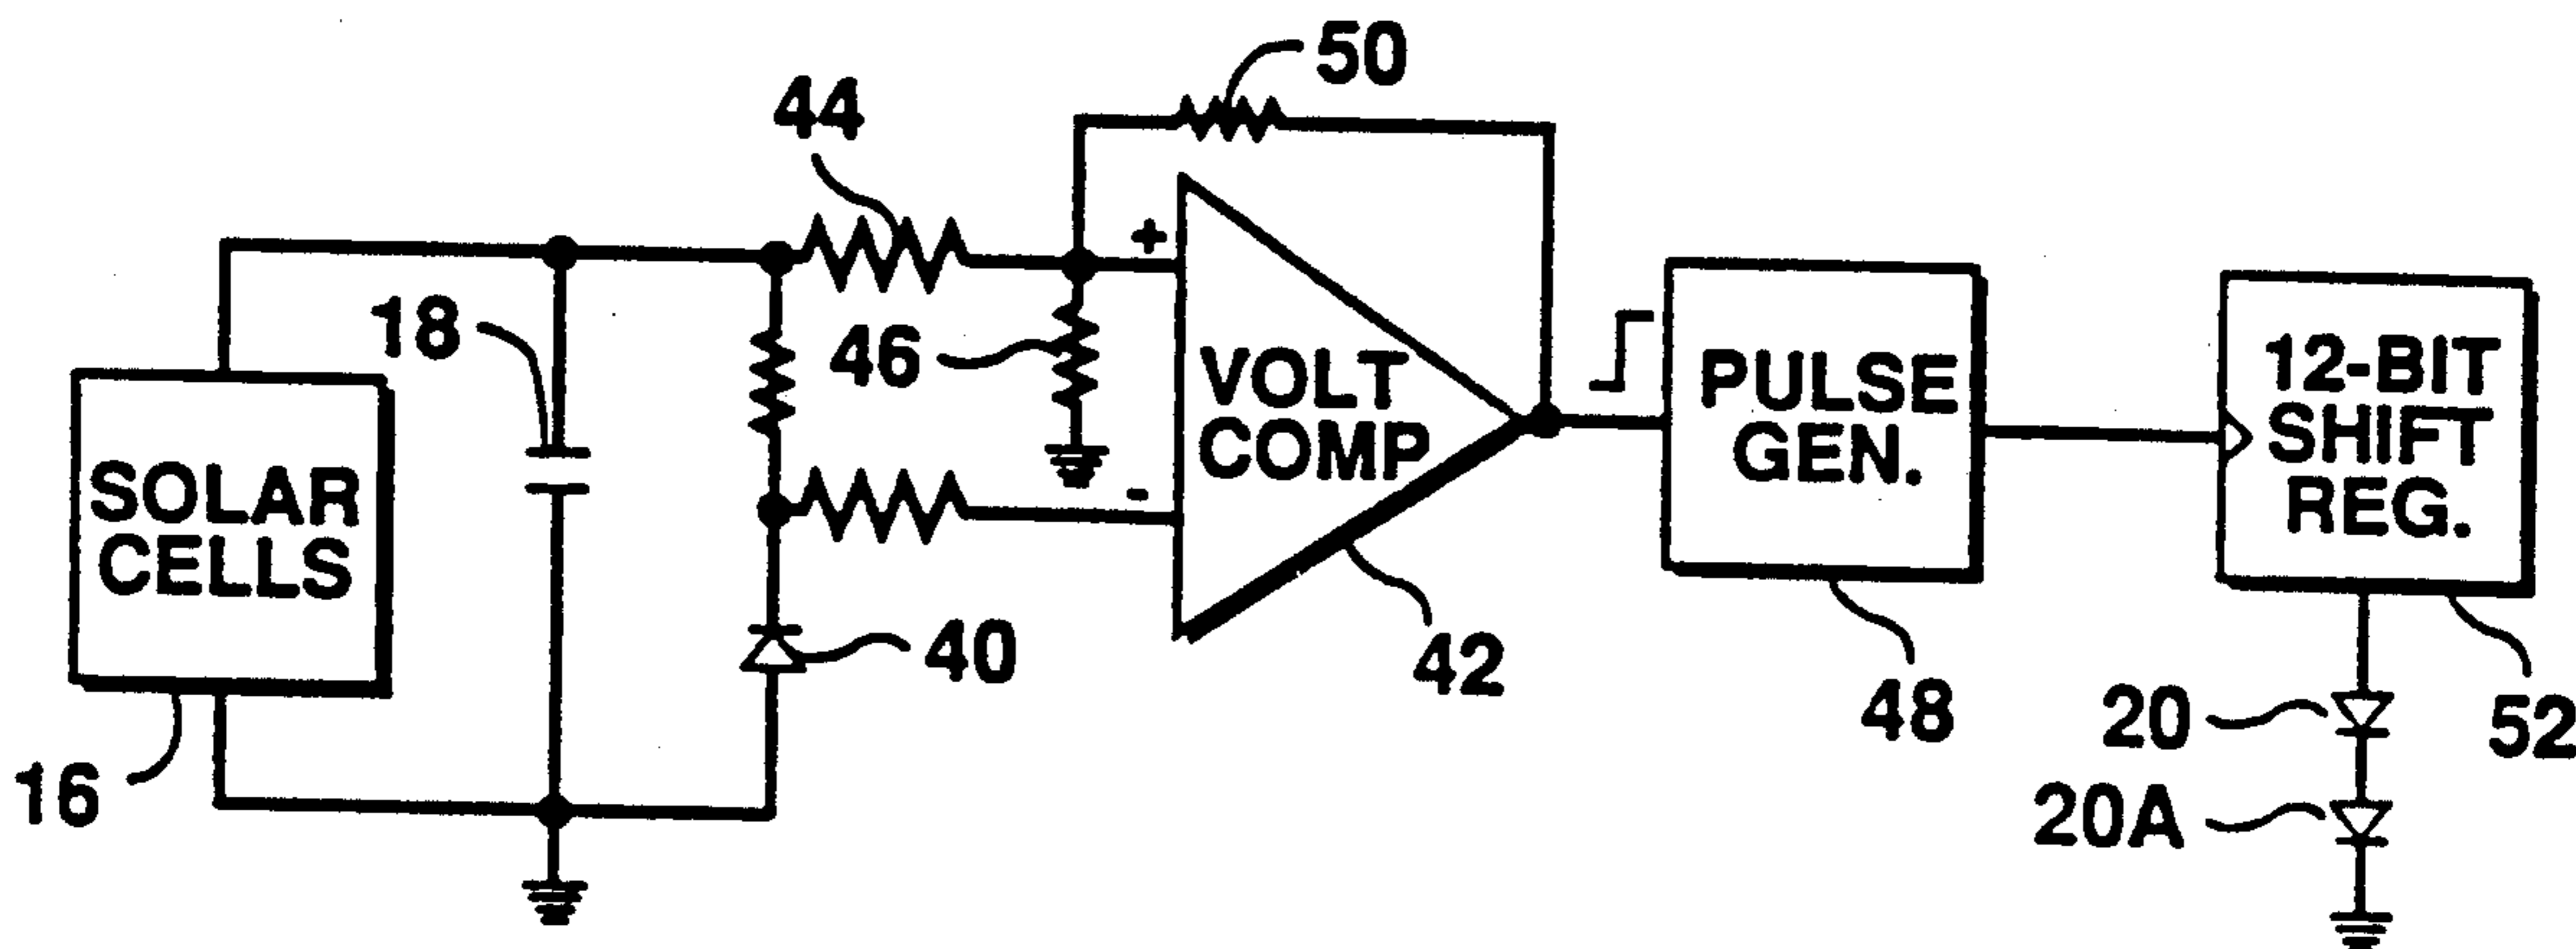 50
44
+
18
46
VOLT
COMP
PULSE
GEN.
12-BIT
SHIFT
REG.
SOLAR
CELLS
-
40
42
48
20
52
16
20A